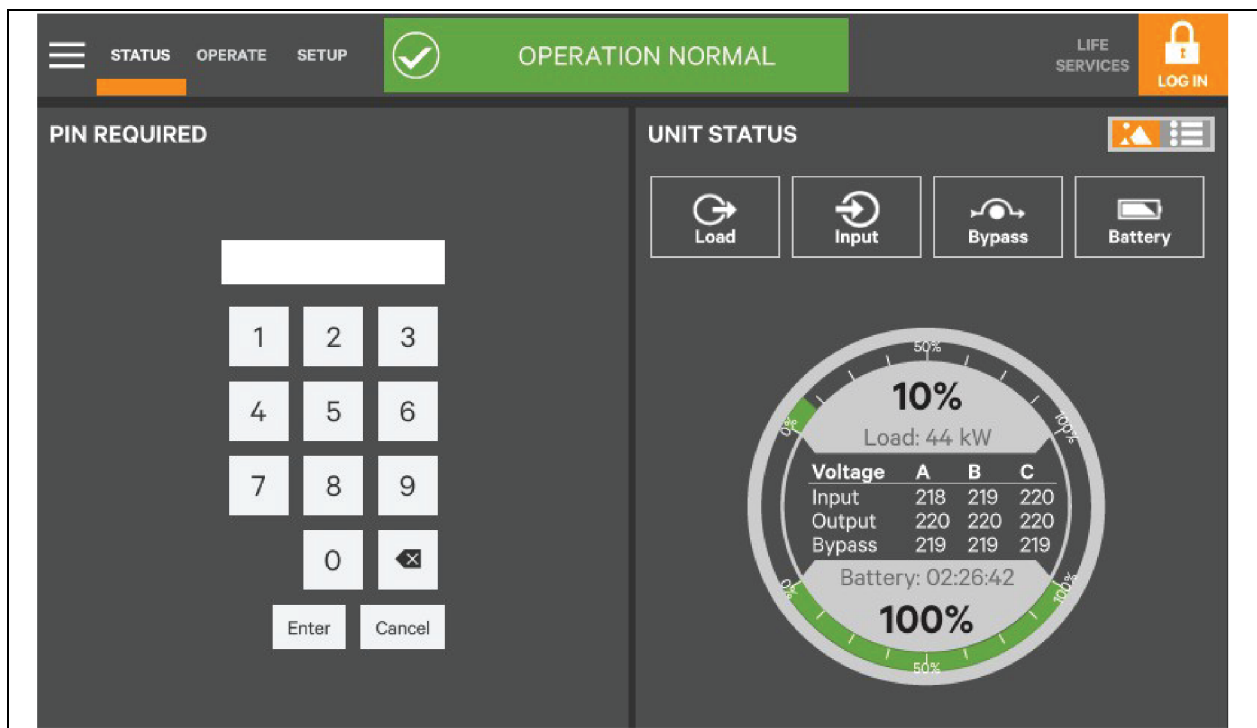 STATUS OPERATE SETUP OPERATION NORMAL LIFE
SERVICES
LOG IN
PIN REQUIRED
1 2 3
4 5 6
7 8 9
0
Enter Cancel
UNIT STATUS
Load Input Bypass Battery
50%
0% 100%
10%
Load: 44 kW
Voltage A B C
Input 218 219 220
Output 220 220 220
Bypass 219 219 219
Battery: 02:26:42
0% 100%
100%
50%